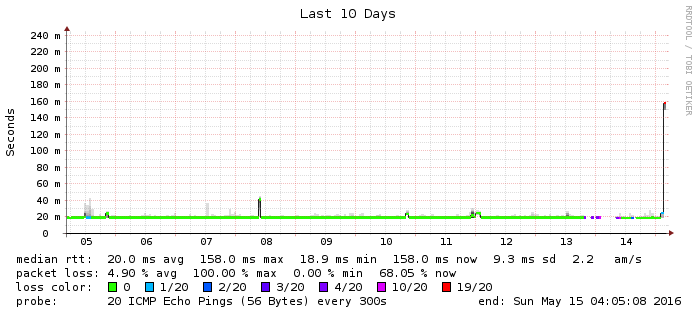 Last 10 Days
RRDTOOL / TOBI OETIKER
Seconds
240 m
220 m
200 m
180 m
160 m
140 m
120 m
100 m
80 m
60 m
40 m
20 m
0
05 06 07 08 09 10 11 12 13 14
median rtt: 20.0 ms avg 158.0 ms max 18.9 ms min 158.0 ms now 9.3 ms sd 2.2 am/s
packet loss: 4.90 % avg 100.00 % max 0.00 % min 68.05 % now
loss color: 0 1/20 2/20 3/20 4/20 10/20 19/20
probe: 20 ICMP Echo Pings (56 Bytes) every 300s end: Sun May 15 04:05:08 2016